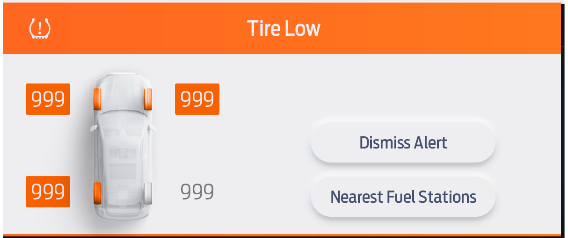 Tire Low
999 999
Dismiss Alert
999 999
Nearest Fuel Stations